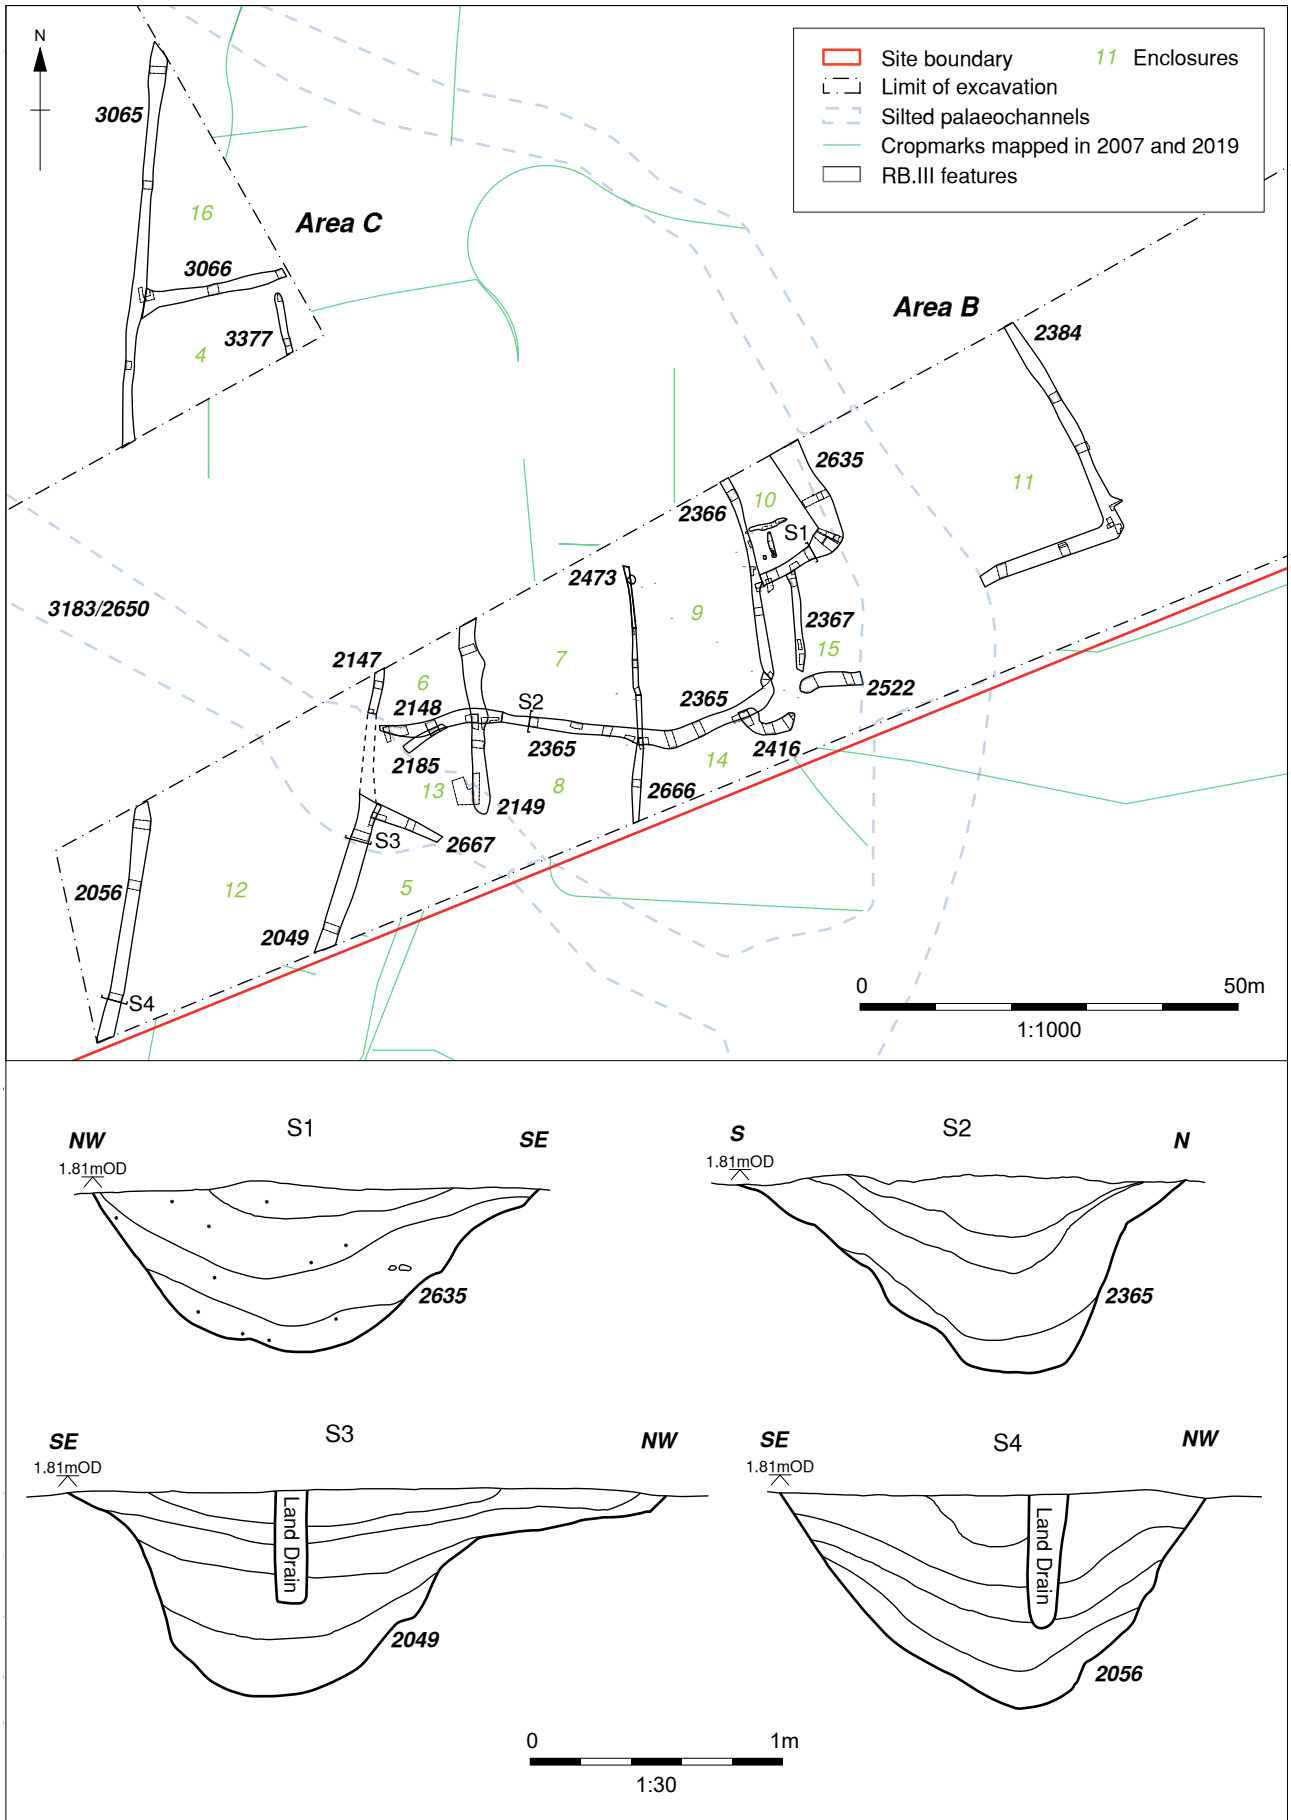 N
Site boundary
11 Enclosures
Limit of excavation
Silted palaeochannels
Cropmarks mapped in 2007 and 2019
RB.III features
3065
16
Area C
3066
3377
4
Area B
2384
11
2635
10
2366
S1
2473
9
2367
15
3183/2650
2147
6
7
2148
S2
2365
2522
2365
2416
2185
14
13
8
2149
2666
S3
2667
2056
12
5
2049
S4
0 50m
1:1000
S1
NW SE
1.81mOD
2635
S2
S N
1.81mOD
2365
S3
SE NW
1.81mOD
Land Drain
2049
S4
SE NW
1.81mOD
Land Drain
2056
0 1m
1:30